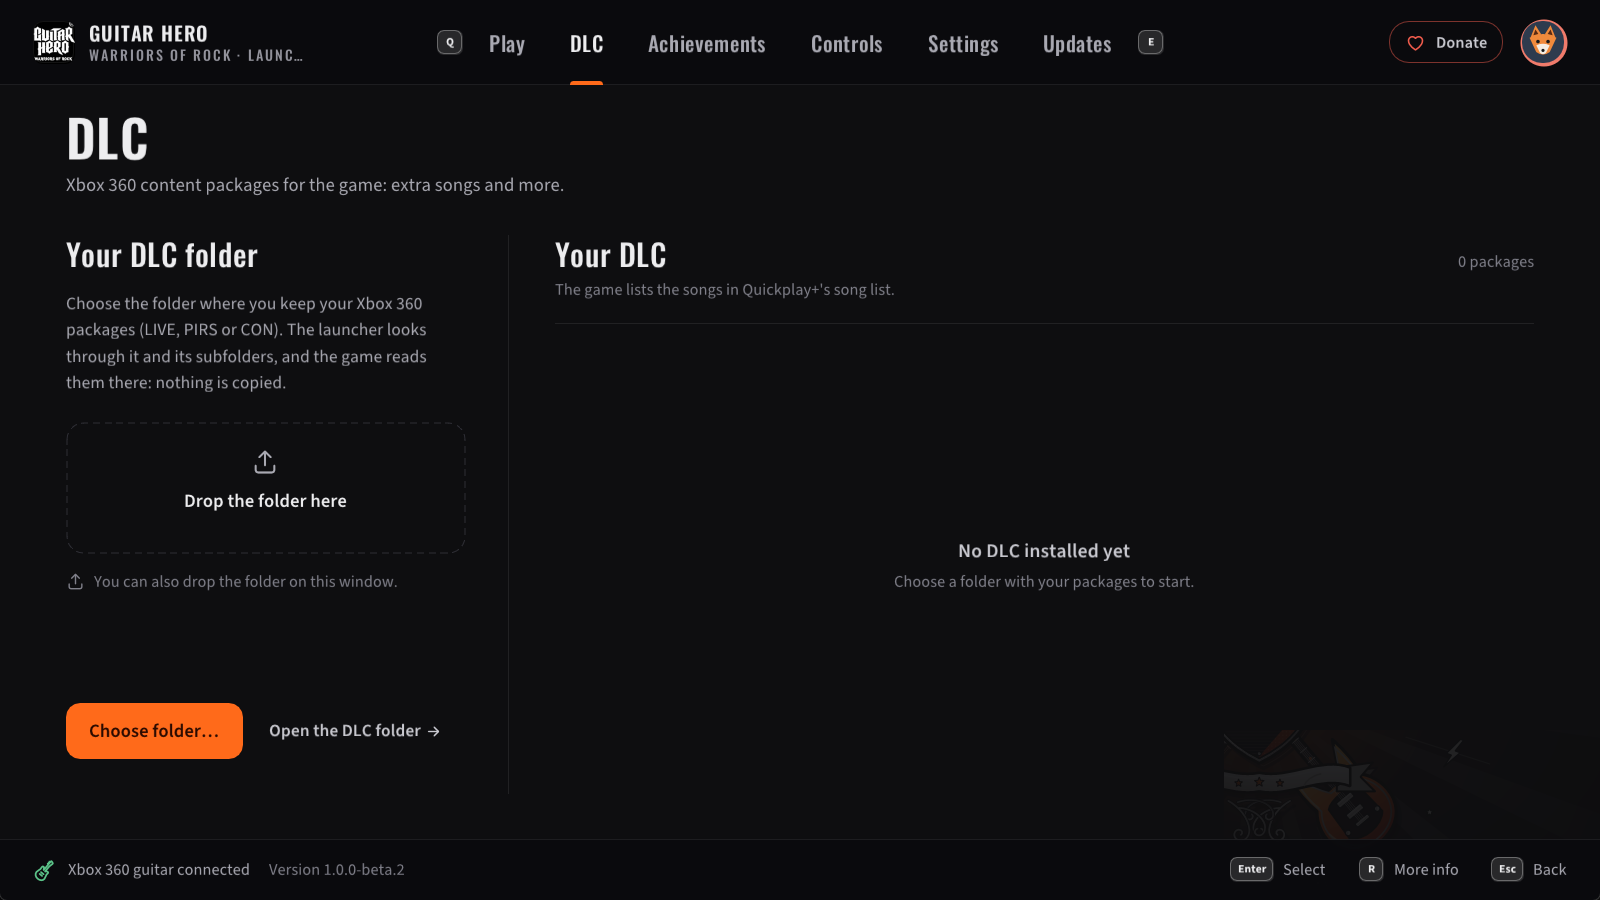 GUITAR HERO
WARRIORS OF ROCK
GUITAR HERO
WARRIORS OF ROCK · LAUNC...
Q
Play
DLC
Achievements
Controls
Settings
Updates
E
Donate
DLC
Xbox 360 content packages for the game: extra songs and more.
Your DLC folder
Choose the folder where you keep your Xbox 360
packages (LIVE, PIRS or CON). The launcher looks
through it and its subfolders, and the game reads
them there: nothing is copied.
Drop the folder here
You can also drop the folder on this window.
Choose folder...
Open the DLC folder →
Your DLC
0 packages
The game lists the songs in Quickplay+'s song list.
No DLC installed yet
Choose a folder with your packages to start.
Xbox 360 guitar connected
Version 1.0.0-beta.2
Enter Select
R More info
Esc Back